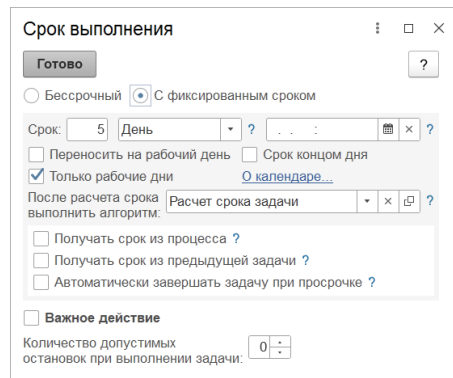 Срок выполнения
Готово
?
Бессрочный С фиксированным сроком
Срок: 5 День ? . . : ?
Переносить на рабочий день Срок концом дня
Только рабочие дни О календаре...
После расчета срока выполнить алгоритм: Расчет срока задачи ?
Получать срок из процесса ?
Получать срок из предыдущей задачи ?
Автоматически завершать задачу при просрочке ?
Важное действие
Количество допустимых
остановок при выполнении задачи: 0